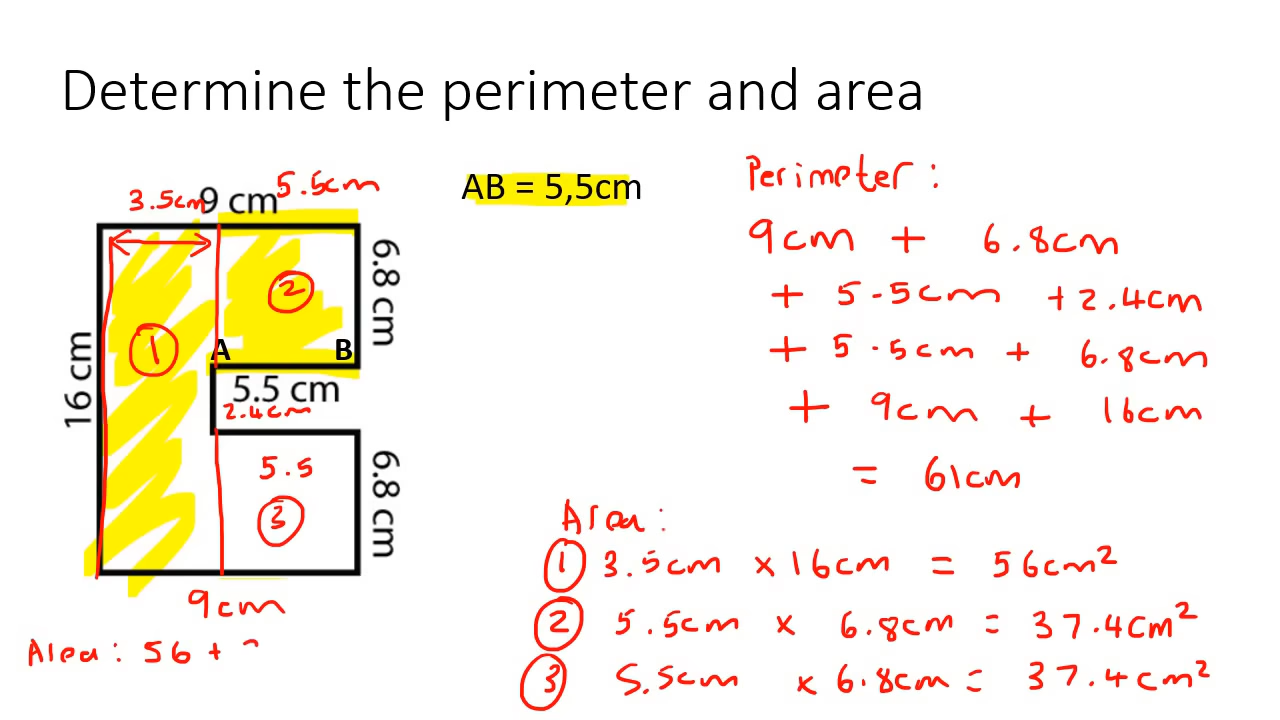 Determine the perimeter and area
3.5cm 9 cm 5.5cm
AB = 5,5cm
Perimeter:
9cm + 6.8cm
+ 5.5cm + 2.4cm
+ 5.5cm + 6.8cm
+ 9cm + 16cm
= 61cm
6.8 cm
2
1
A B
16 cm
5.5 cm
2.4cm
5.5
3
6.8 cm
9cm
Area: 56 +
Area:
1 3.5cm x 16cm = 56cm²
2 5.5cm x 6.8cm = 37.4cm²
3 5.5cm x 6.8cm = 37.4cm²